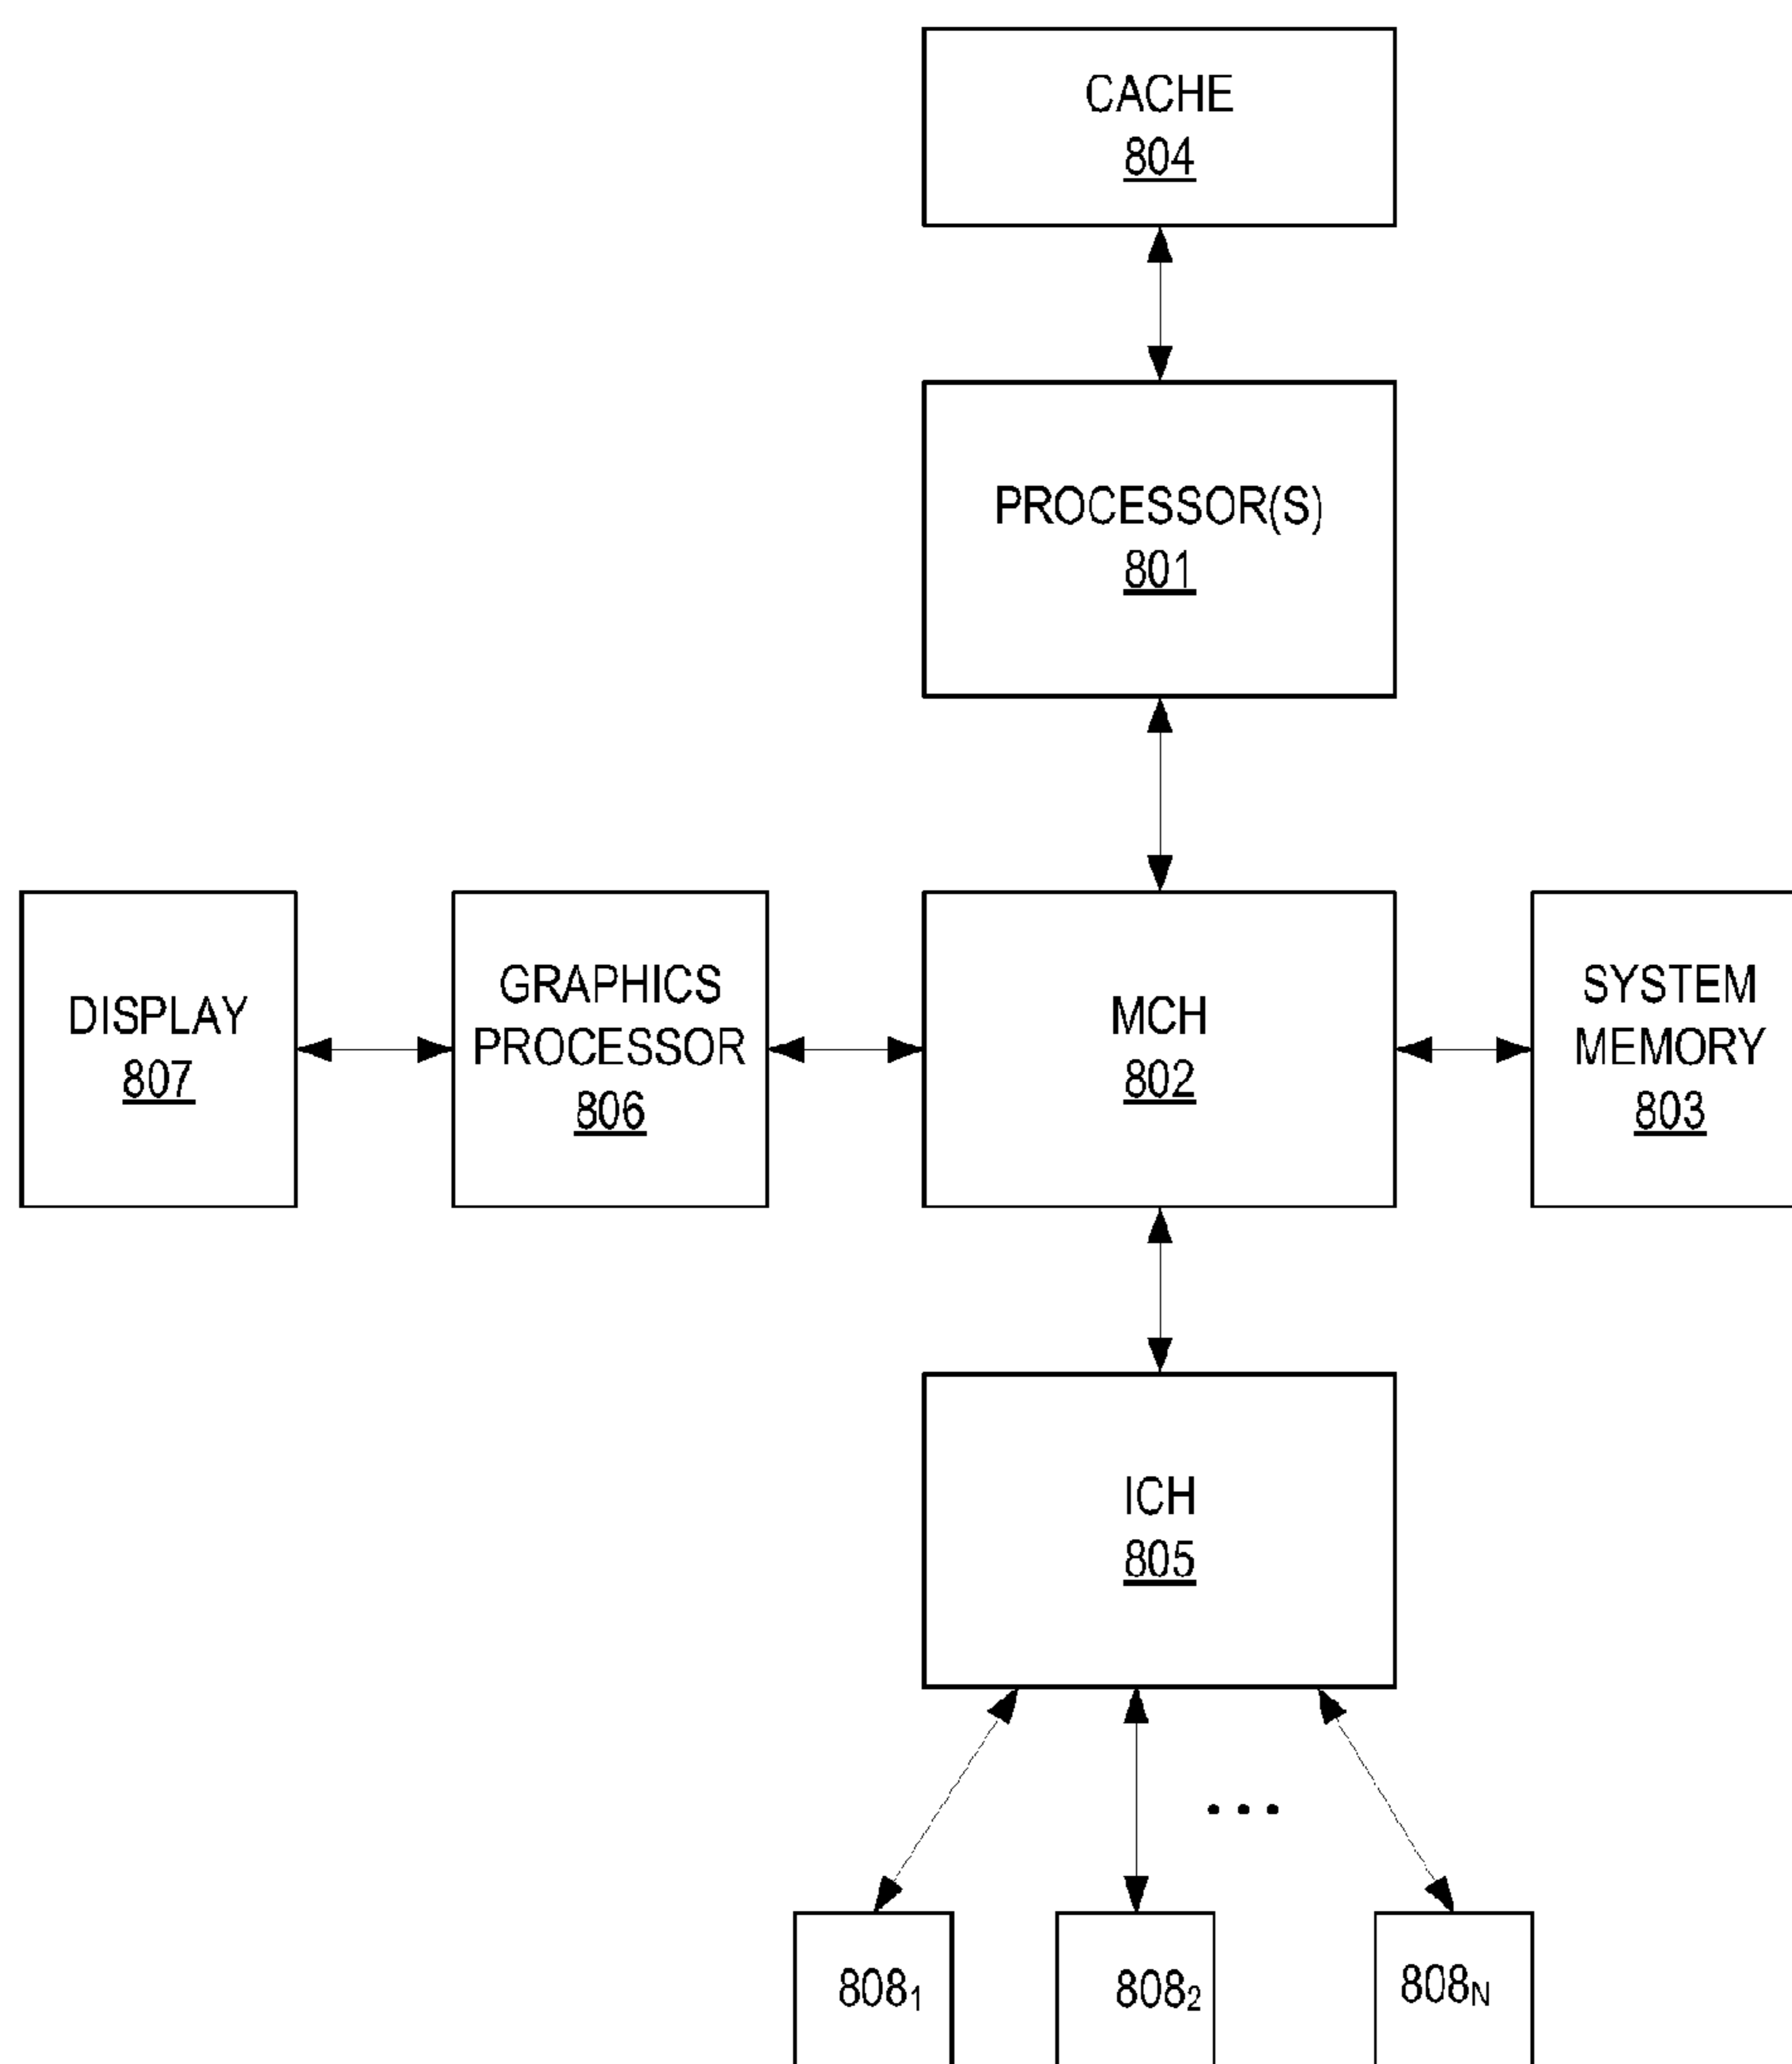 CACHE
804
PROCESSOR(S)
801
DISPLAY
807
GRAPHICS
PROCESSOR
806
MCH
802
SYSTEM
MEMORY
803
ICH
805
...
808₁
808₂
808N